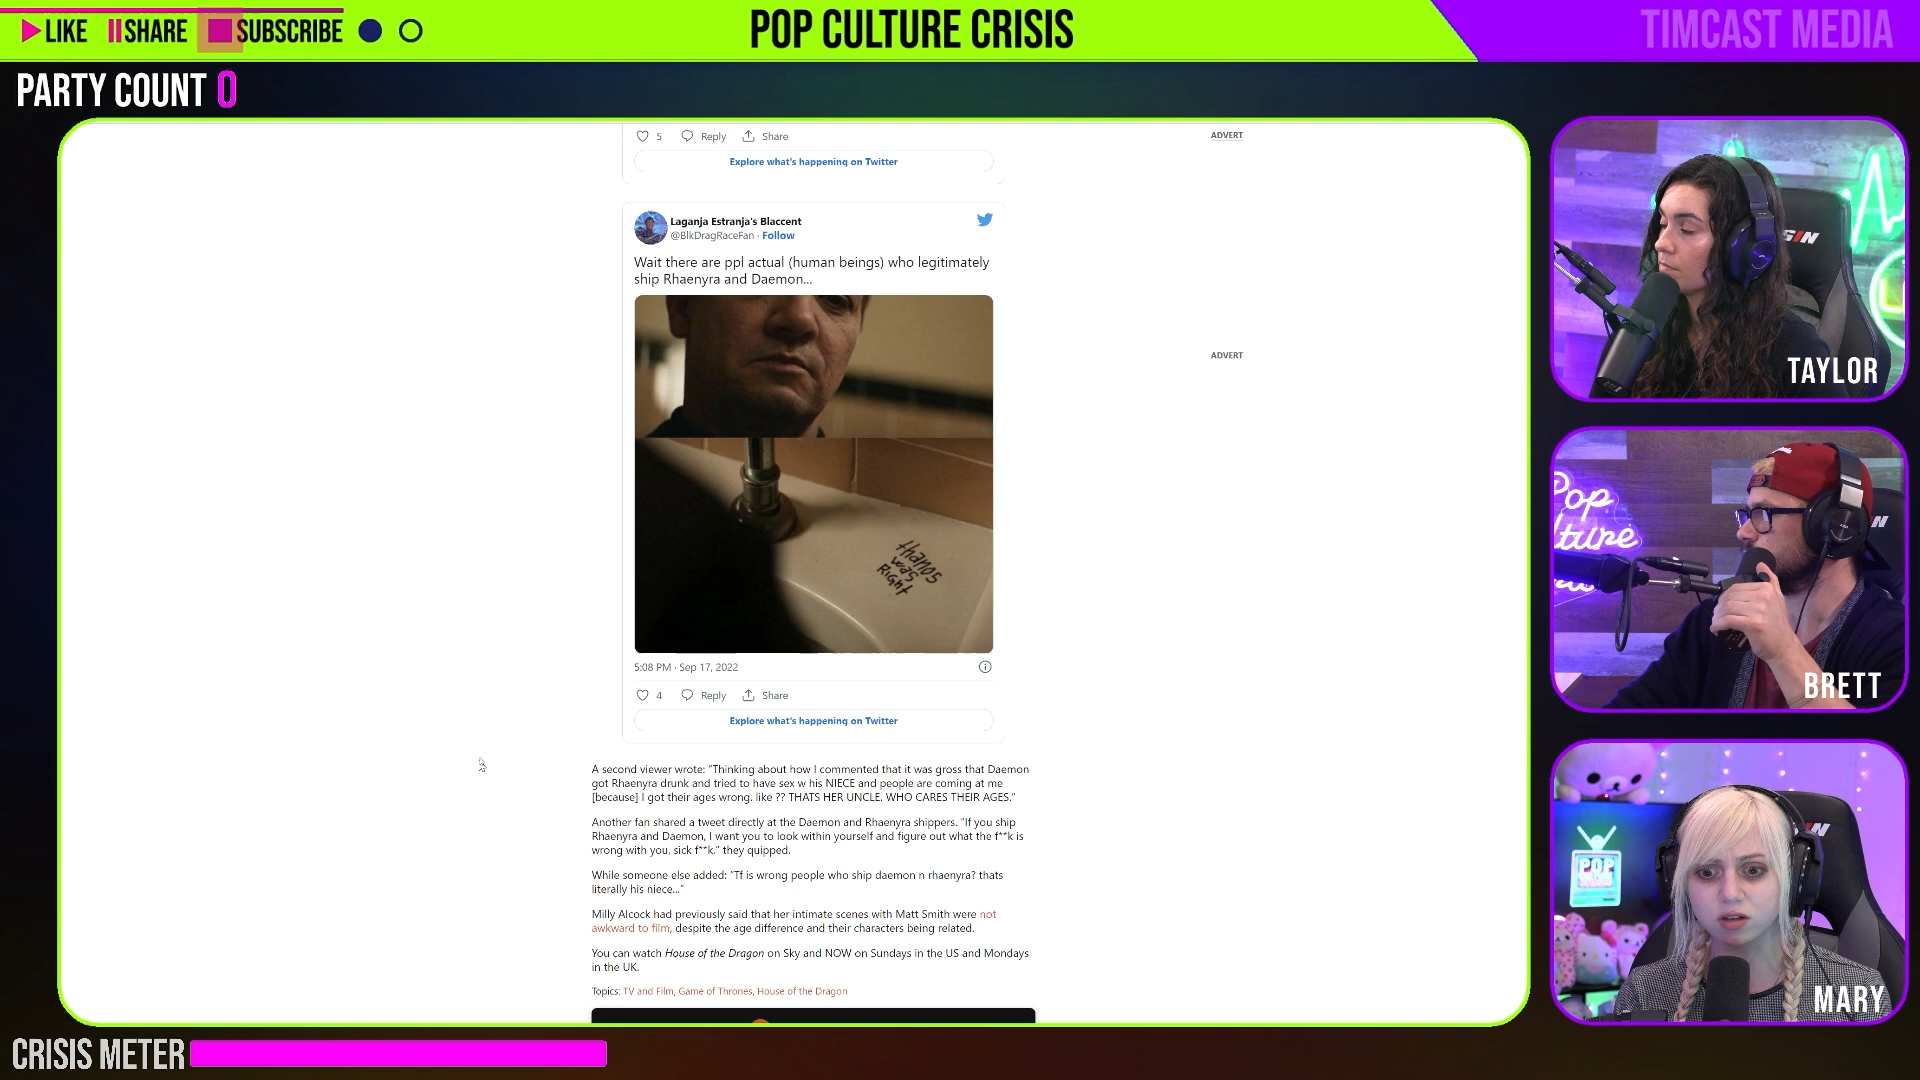 LIKE SHARE SUBSCRIBE
POP CULTURE CRISIS
TIMCAST MEDIA
PARTY COUNT 0
5 Reply Share
Explore what's happening on Twitter
ADVERT
Laganja Estranja's Blaccent
@BlkDragRaceFan · Follow
Wait there are ppl actual (human beings) who legitimately
ship Rhaenyra and Daemon...
thanos
was
RIGHT
5:08 PM · Sep 17, 2022
4 Reply Share
Explore what's happening on Twitter
ADVERT
A second viewer wrote: “Thinking about how I commented that it was gross that Daemon
got Rhaenyra drunk and tried to have sex w his NIECE and people are coming at me
[because] I got their ages wrong. like ?? THATS HER UNCLE. WHO CARES THEIR AGES.”
Another fan shared a tweet directly at the Daemon and Rhaenyra shippers. “If you ship
Rhaenyra and Daemon, I want you to look within yourself and figure out what the f**k is
wrong with you, sick f**k,” they quipped.
While someone else added: “Tf is wrong people who ship daemon n rhaenyra? thats
literally his niece...”
Milly Alcock had previously said that her intimate scenes with Matt Smith were not
awkward to film, despite the age difference and their characters being related.
You can watch House of the Dragon on Sky and NOW on Sundays in the US and Mondays
in the UK.
Topics: TV and Film, Game of Thrones, House of the Dragon
TAYLOR
Pop
BRETT
POP
MARY
CRISIS METER